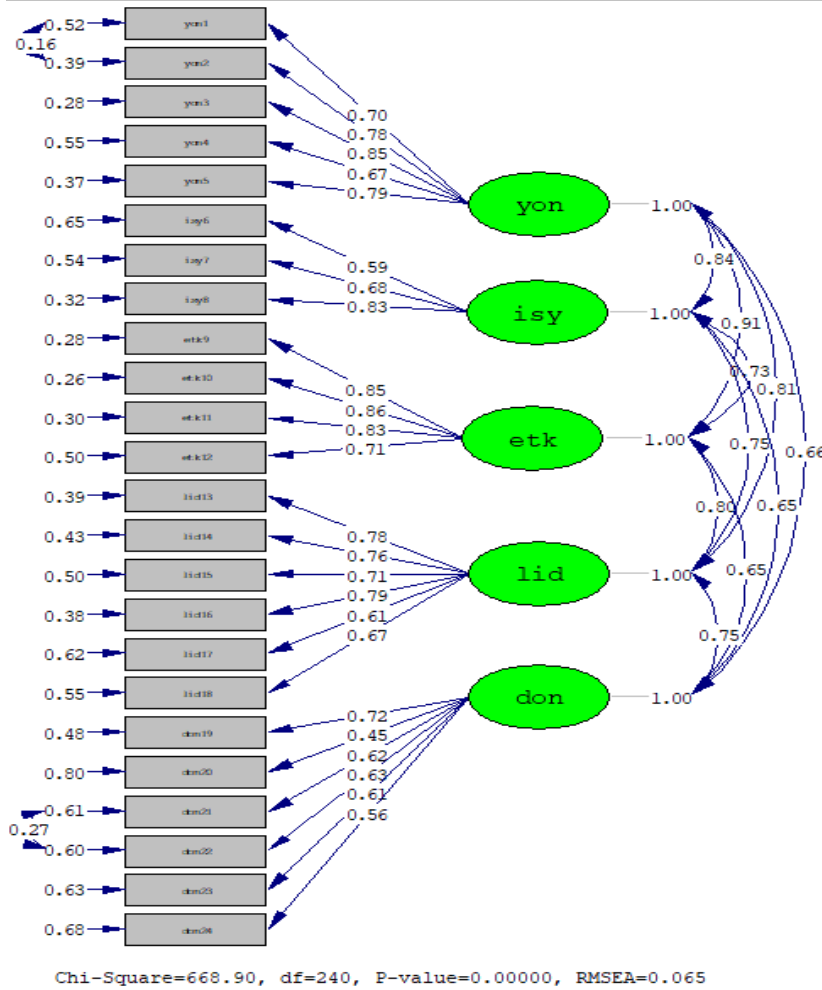 0.52 yon1
0.16
0.39 yon2
0.28 yon3
0.55 yon4
0.37 yon5
0.65 isy6
0.54 isy7
0.32 isy8
0.28 etk9
0.26 etk10
0.30 etk11
0.50 etk12
0.39 lid13
0.43 lid14
0.50 lid15
0.38 lid16
0.62 lid17
0.55 lid18
0.48 don19
0.80 don20
0.61 don21
0.27
0.60 don22
0.63 don23
0.68 don24
0.70
0.78
0.85
0.67
0.79
0.59
0.68
0.83
0.85
0.86
0.83
0.71
0.78
0.76
0.71
0.79
0.61
0.67
0.72
0.45
0.62
0.63
0.61
0.56
yon 1.00
isy 1.00
etk 1.00
lid 1.00
don 1.00
0.84
0.91
0.73
0.81
0.75
0.66
0.80
0.65
0.65
0.75
Chi-Square=668.90, df=240, P-value=0.00000, RMSEA=0.065